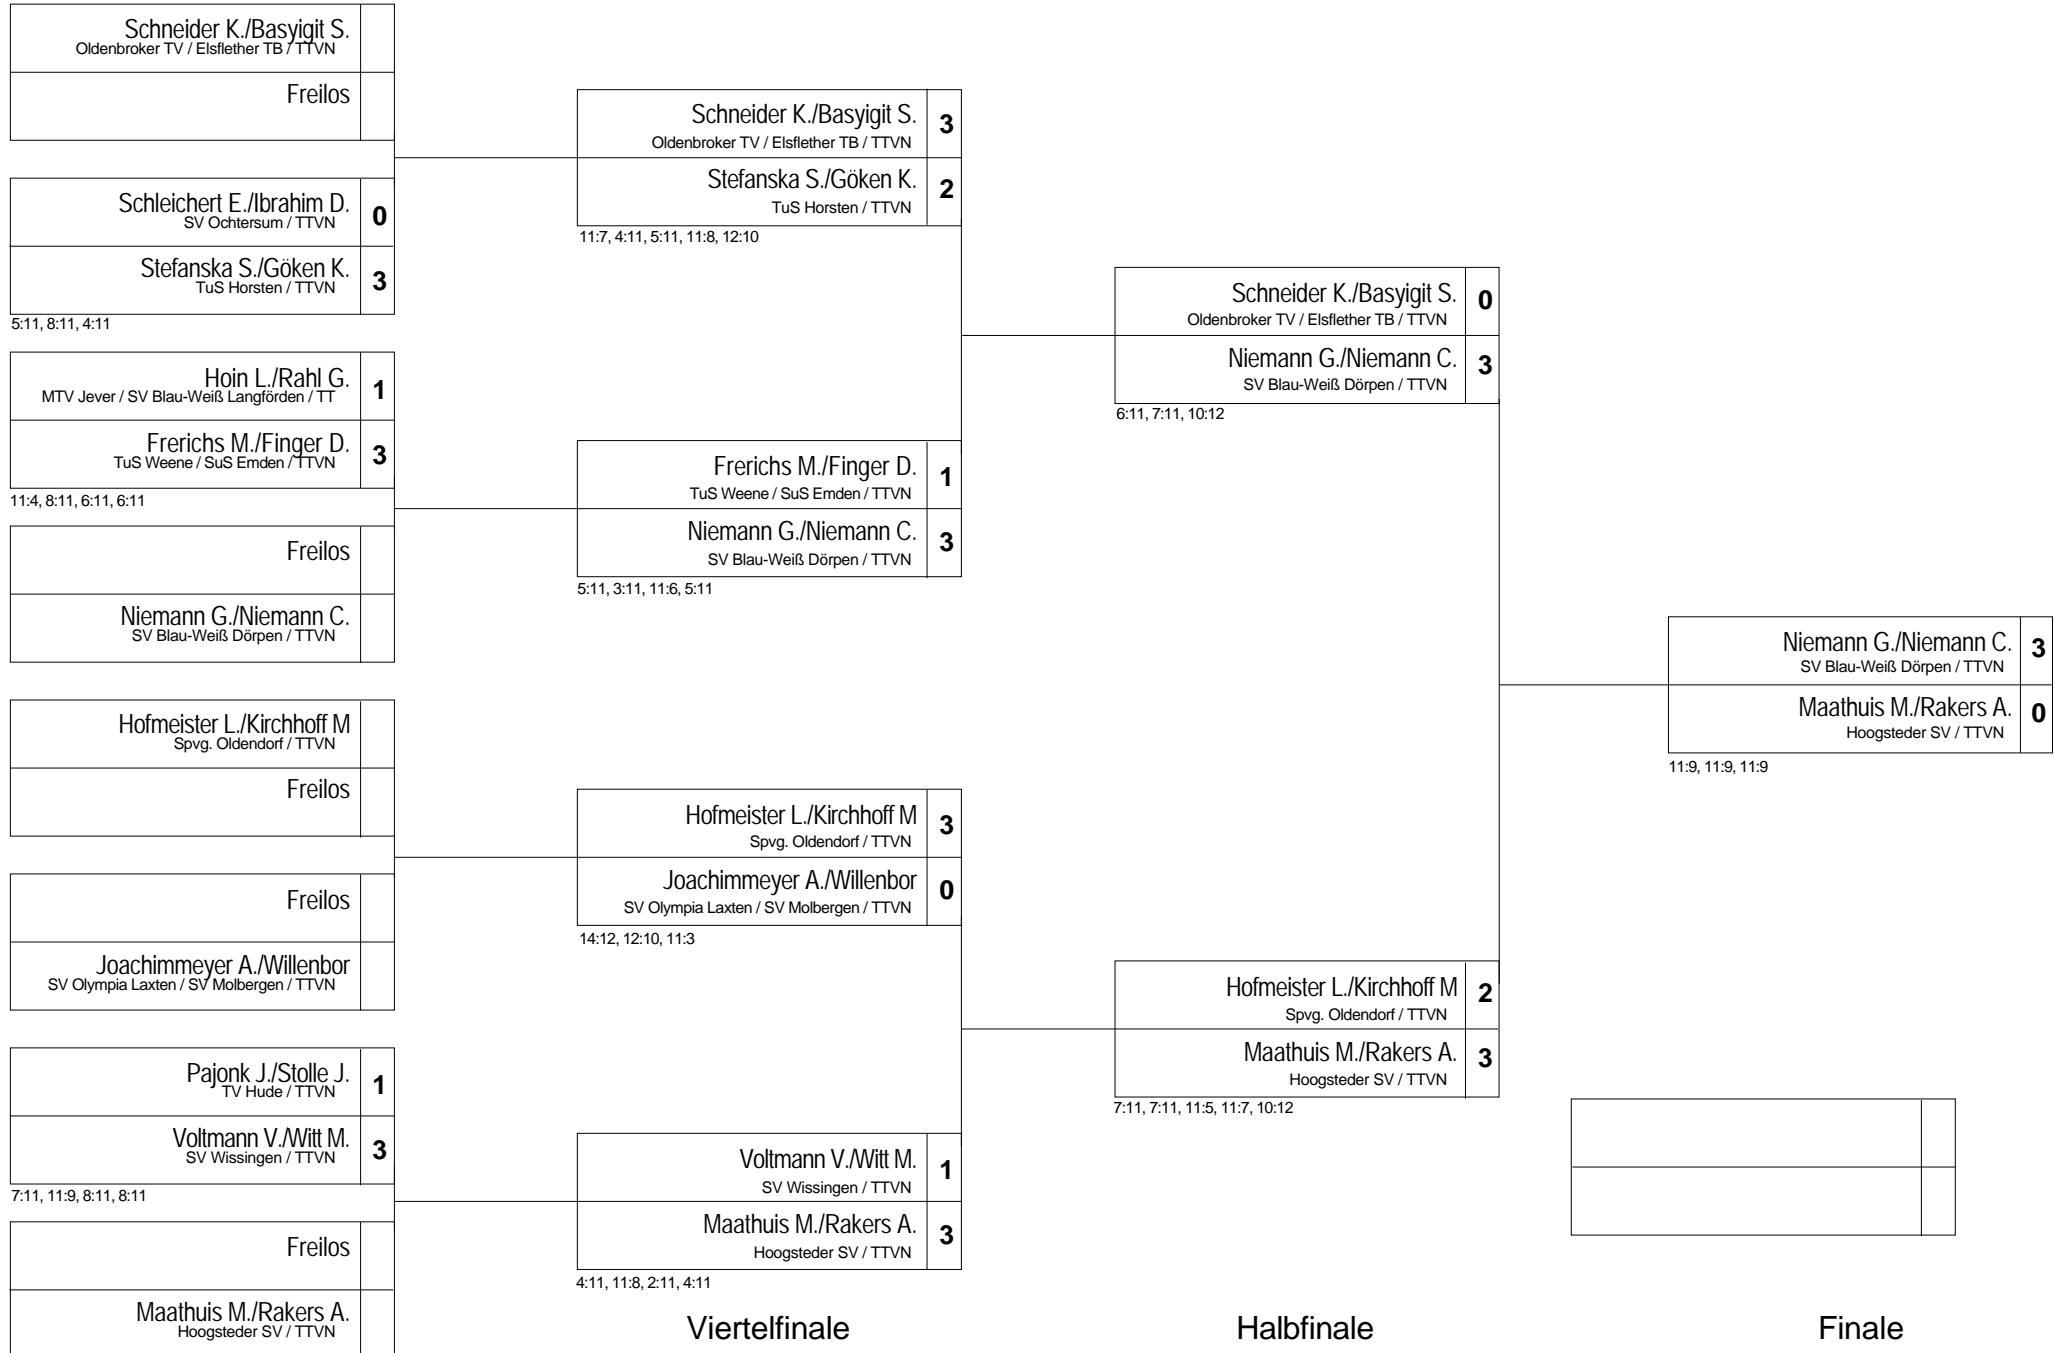 Schneider K./Basyigit S.
Oldenbroker TV / Elsflether TB / TTVN
Freilos
Schleichert E./Ibrahim D.
0
SV Ochtersum / TTVN
Stefanska S./Göken K.
3
TuS Horsten / TTVN
5:11, 8:11, 4:11
Hoin L./Rahl G.
1
MTV Jever / SV Blau-Weiß Langförden / TT
Frerichs M./Finger D.
3
TuS Weene / SuS Emden / TTVN
11:4, 8:11, 6:11, 6:11
Freilos
Niemann G./Niemann C.
SV Blau-Weiß Dörpen / TTVN
Hofmeister L./Kirchhoff M
Spvg. Oldendorf / TTVN
Freilos
Freilos
Joachimmeyer A./Willenbor
SV Olympia Laxten / SV Molbergen / TTVN
Pajonk J./Stolle J.
1
TV Hude / TTVN
Voltmann V./Witt M.
3
SV Wissingen / TTVN
7:11, 11:9, 8:11, 8:11
Freilos
Maathuis M./Rakers A.
Hoogsteder SV / TTVN
Schneider K./Basyigit S.
3
Oldenbroker TV / Elsflether TB / TTVN
Stefanska S./Göken K.
2
TuS Horsten / TTVN
11:7, 4:11, 5:11, 11:8, 12:10
Frerichs M./Finger D.
1
TuS Weene / SuS Emden / TTVN
Niemann G./Niemann C.
3
SV Blau-Weiß Dörpen / TTVN
5:11, 3:11, 11:6, 5:11
Hofmeister L./Kirchhoff M
3
Spvg. Oldendorf / TTVN
Joachimmeyer A./Willenbor
0
SV Olympia Laxten / SV Molbergen / TTVN
14:12, 12:10, 11:3
Voltmann V./Witt M.
1
SV Wissingen / TTVN
Maathuis M./Rakers A.
3
Hoogsteder SV / TTVN
4:11, 11:8, 2:11, 4:11
Viertelfinale
Schneider K./Basyigit S.
0
Oldenbroker TV / Elsflether TB / TTVN
Niemann G./Niemann C.
3
SV Blau-Weiß Dörpen / TTVN
6:11, 7:11, 10:12
Hofmeister L./Kirchhoff M
2
Spvg. Oldendorf / TTVN
Maathuis M./Rakers A.
3
Hoogsteder SV / TTVN
7:11, 7:11, 11:5, 11:7, 10:12
Halbfinale
Niemann G./Niemann C.
3
SV Blau-Weiß Dörpen / TTVN
Maathuis M./Rakers A.
0
Hoogsteder SV / TTVN
11:9, 11:9, 11:9
Finale